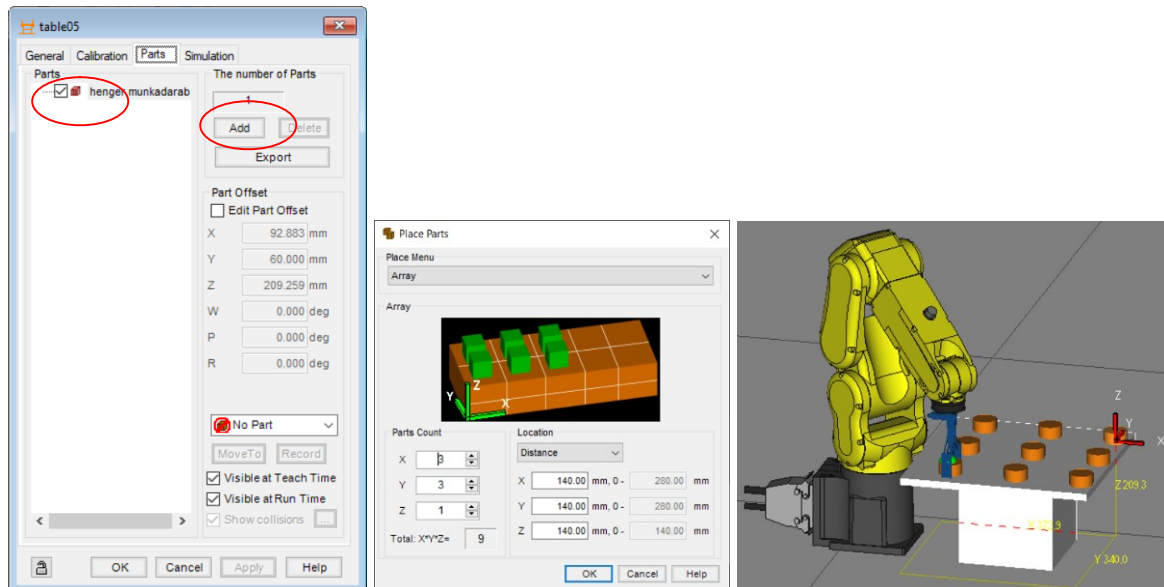 table05
General Calibration Parts Simulation
Parts
henger munkadarab
The number of Parts
1
Add Delete
Export
Part Offset
Edit Part Offset
X 92.883 mm
Y 60.000 mm
Z 209.259 mm
W 0.000 deg
P 0.000 deg
R 0.000 deg
No Part
MoveTo Record
Visible at Teach Time
Visible at Run Time
Show collisions ...
OK Cancel Apply Help
Place Parts
Place Menu
Array
Array
Z
Y
X
Parts Count
X 3
Y 3
Z 1
Total: X*Y*Z= 9
Location
Distance
X 140.00 mm, 0 - 280.00 mm
Y 140.00 mm, 0 - 280.00 mm
Z 140.00 mm, 0 - 140.00 mm
OK Cancel Help
Z
Y
X
Z 209.3
Y 340.0